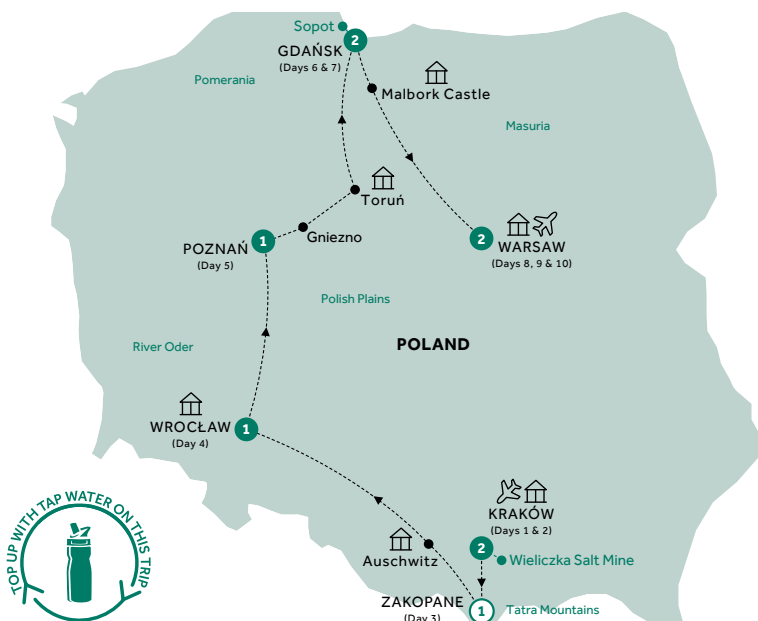 Sopot
2
GDAŃSK
(Days 6 & 7)
Pomerania
Malbork Castle
Masuria
Toruń
Gniezno
1
POZNAŃ
(Day 5)
2
WARSAW
(Days 8, 9 & 10)
Polish Plains
POLAND
River Oder
WROCŁAW
(Day 4)
1
KRAKÓW
(Days 1 & 2)
2
Wieliczka Salt Mine
Auschwitz
ZAKOPANE
(Day 3)
1
Tatra Mountains
TOP UP WITH TAP WATER ON THIS TRIP